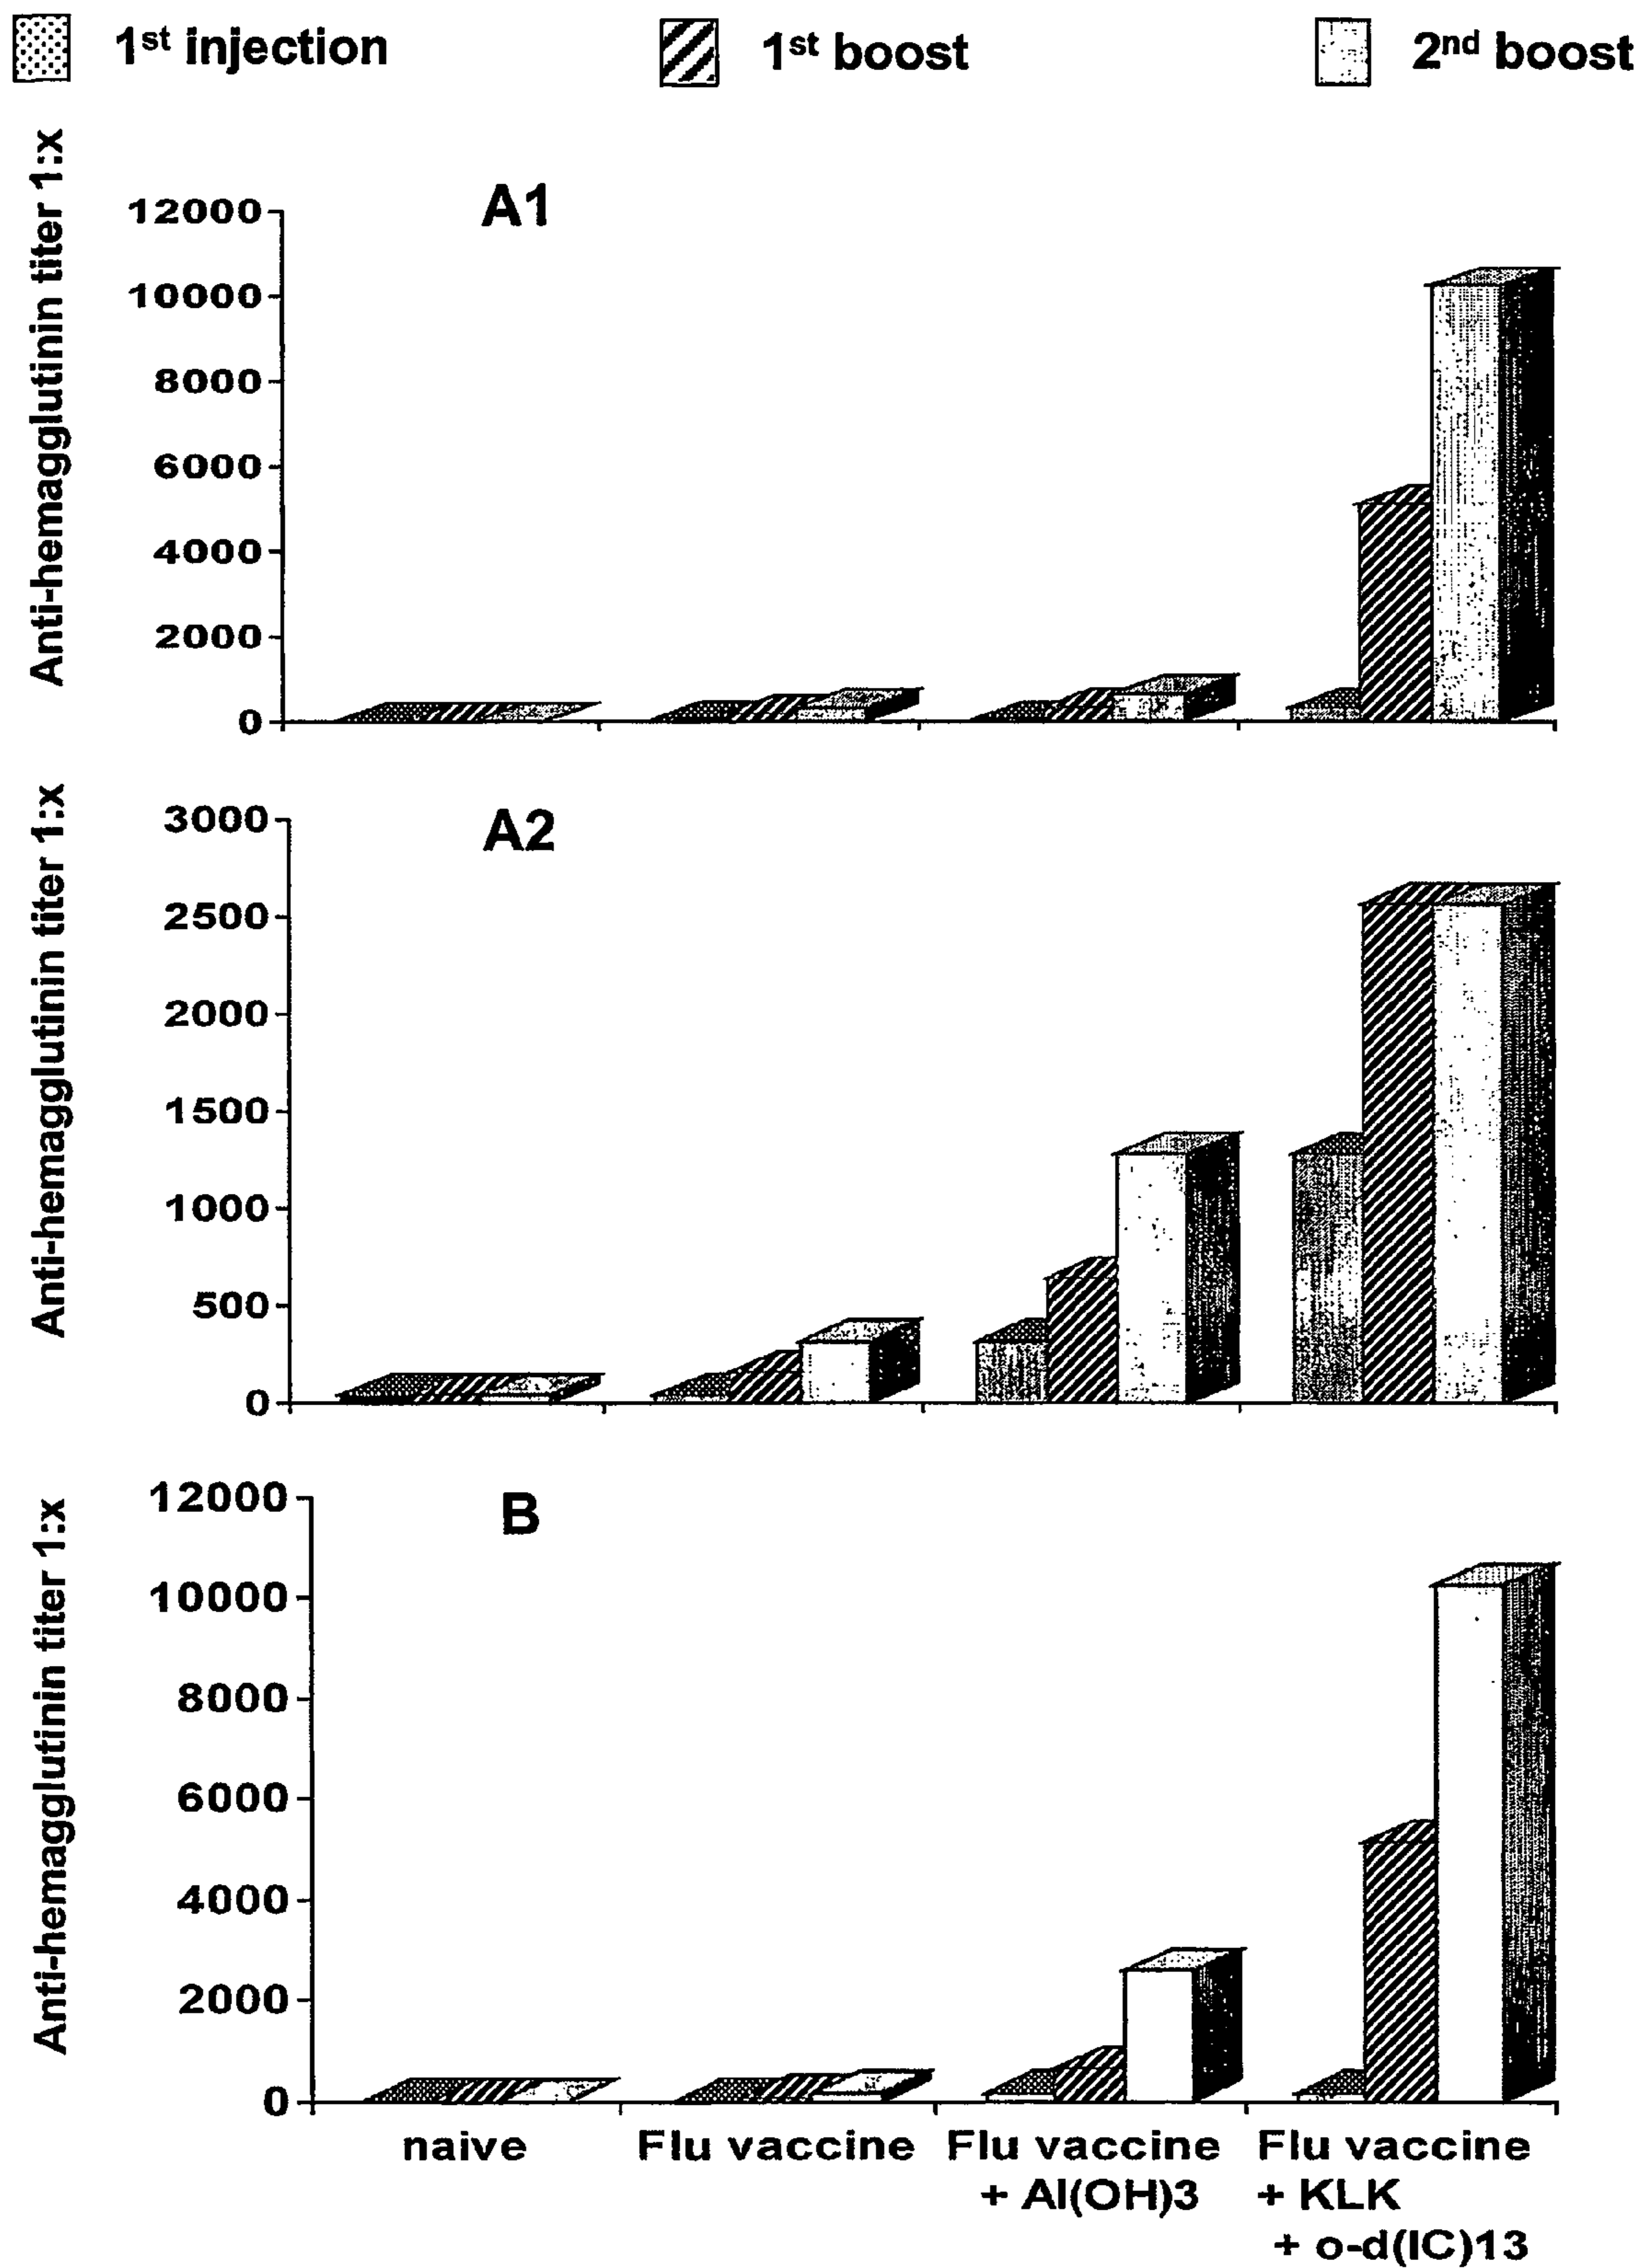 1st injection 1st boost 2nd boost
A1
Anti-hemagglutinin titer 1:x
12000
10000
8000
6000
4000
2000
0
A2
Anti-hemagglutinin titer 1:x
3000
2500
2000
1500
1000
500
0
B
Anti-hemagglutinin titer 1:x
12000
10000
8000
6000
4000
2000
0
naive Flu vaccine Flu vaccine Flu vaccine
+ Al(OH)3 + KLK
+ o-d(IC)13